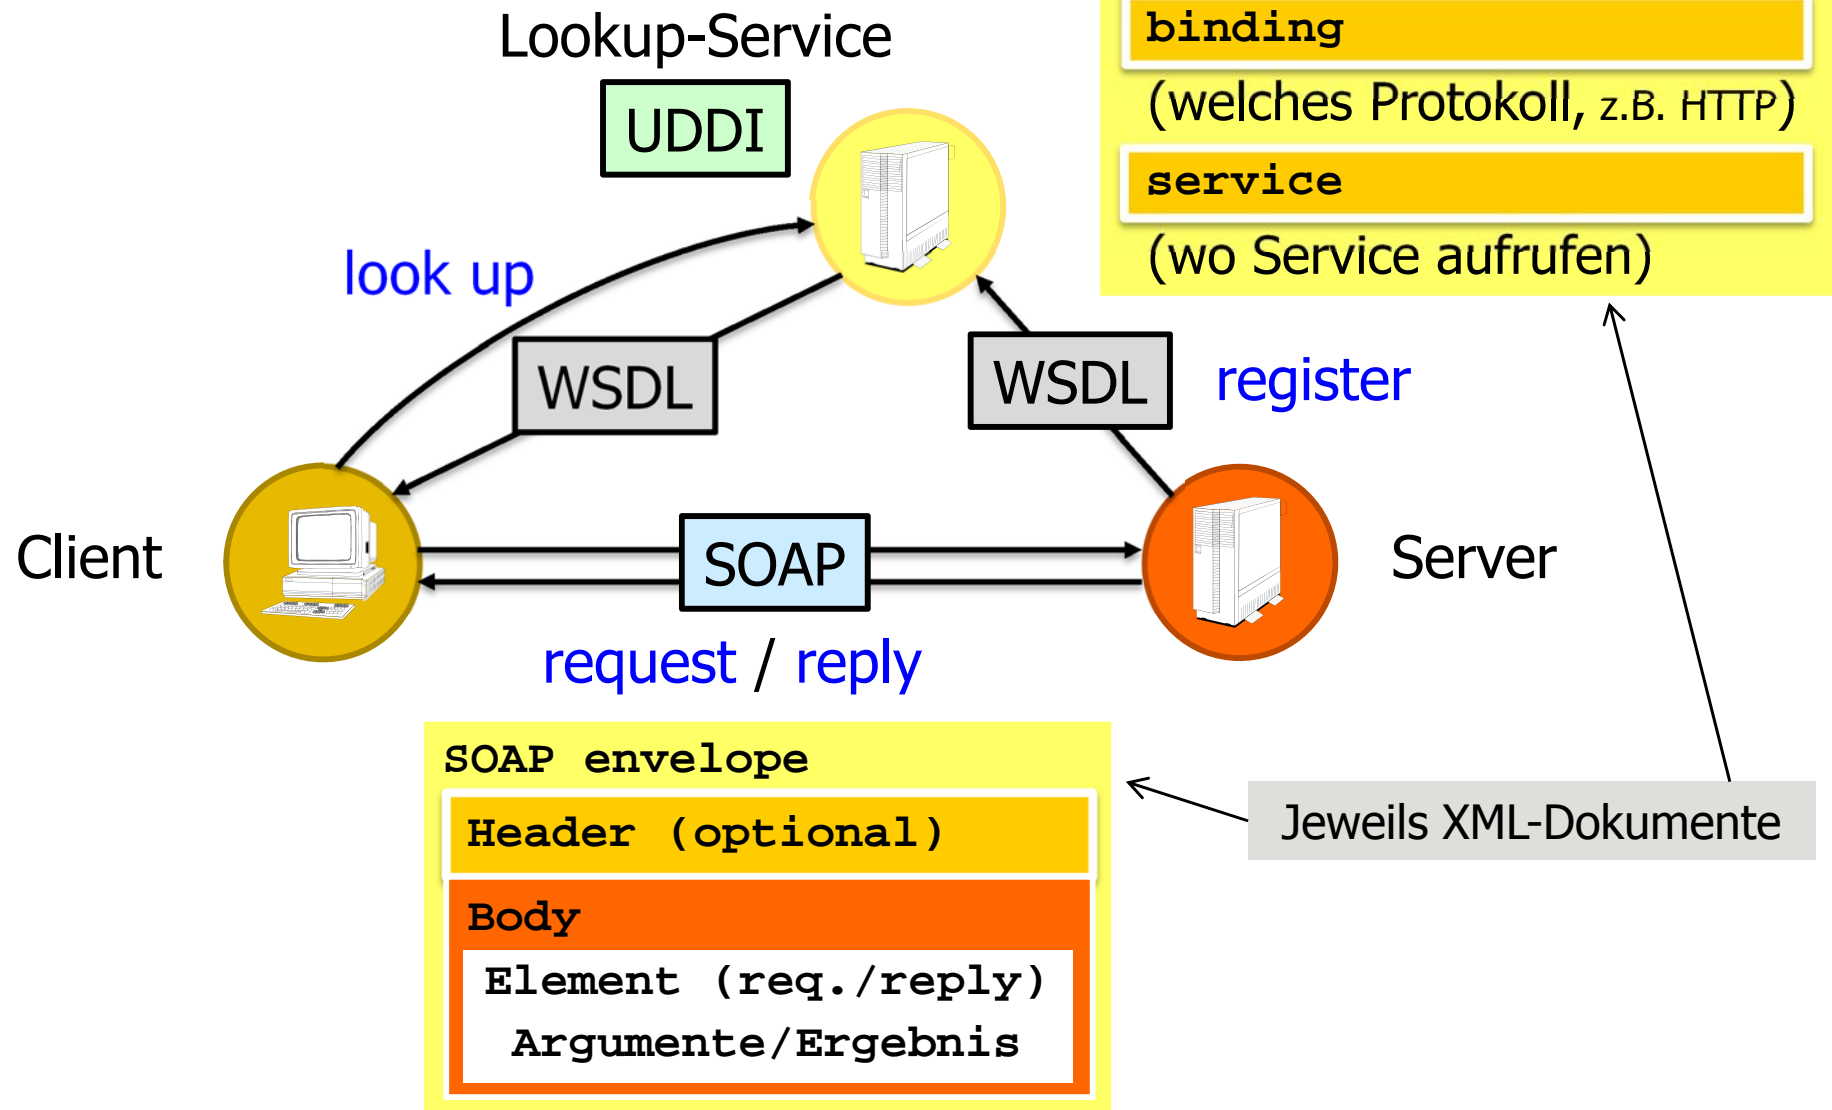 Lookup-Service
UDDI
binding
(welches Protokoll, z.B. HTTP)
service
(wo Service aufrufen)
look up
WSDL
WSDL
register
Client
SOAP
Server
request / reply
SOAP envelope
Header (optional)
Body
Element (req./reply)
Argumente/Ergebnis
Jeweils XML-Dokumente